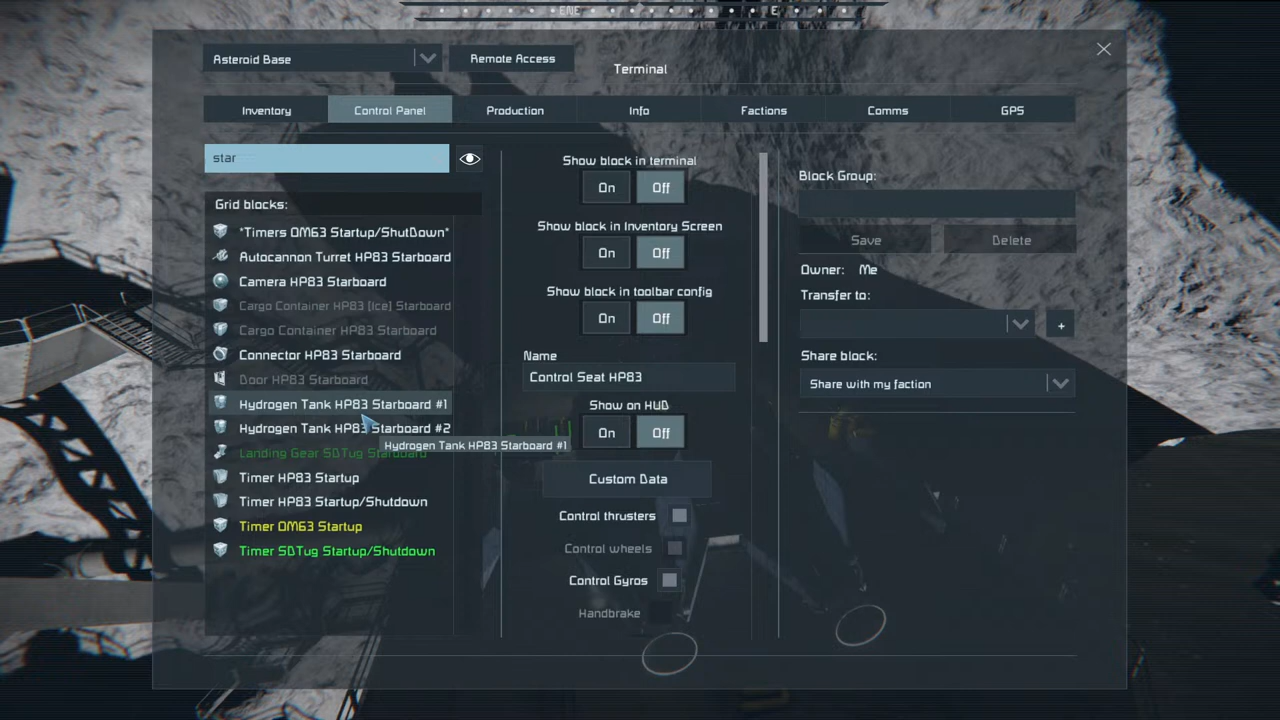 ENE
E
Asteroid Base
Remote Access
Terminal
Inventory
Control Panel
Production
Info
Factions
Comms
GPS
star
Grid blocks:
*Timers OM63 Startup/ShutDown*
Autocannon Turret HP83 Starboard
Camera HP83 Starboard
Cargo Container HP83 [Ice] Starboard
Cargo Container HP83 Starboard
Connector HP83 Starboard
Door HP83 Starboard
Hydrogen Tank HP83 Starboard #1
Hydrogen Tank HP83 Starboard #2
Hydrogen Tank HP83 Starboard #1
Landing Gear SDTug Starboard
Timer HP83 Startup
Timer HP83 Startup/Shutdown
Timer OM63 Startup
Timer SDTug Startup/Shutdown
Show block in terminal
On
Off
Show block in Inventory Screen
On
Off
Show block in toolbar config
On
Off
Name
Control Seat HP83
Show on HUD
On
Off
Custom Data
Control thrusters
Control wheels
Control Gyros
Handbrake
Block Group:
Save
Delete
Owner: Me
Transfer to:
+
Share block:
Share with my faction